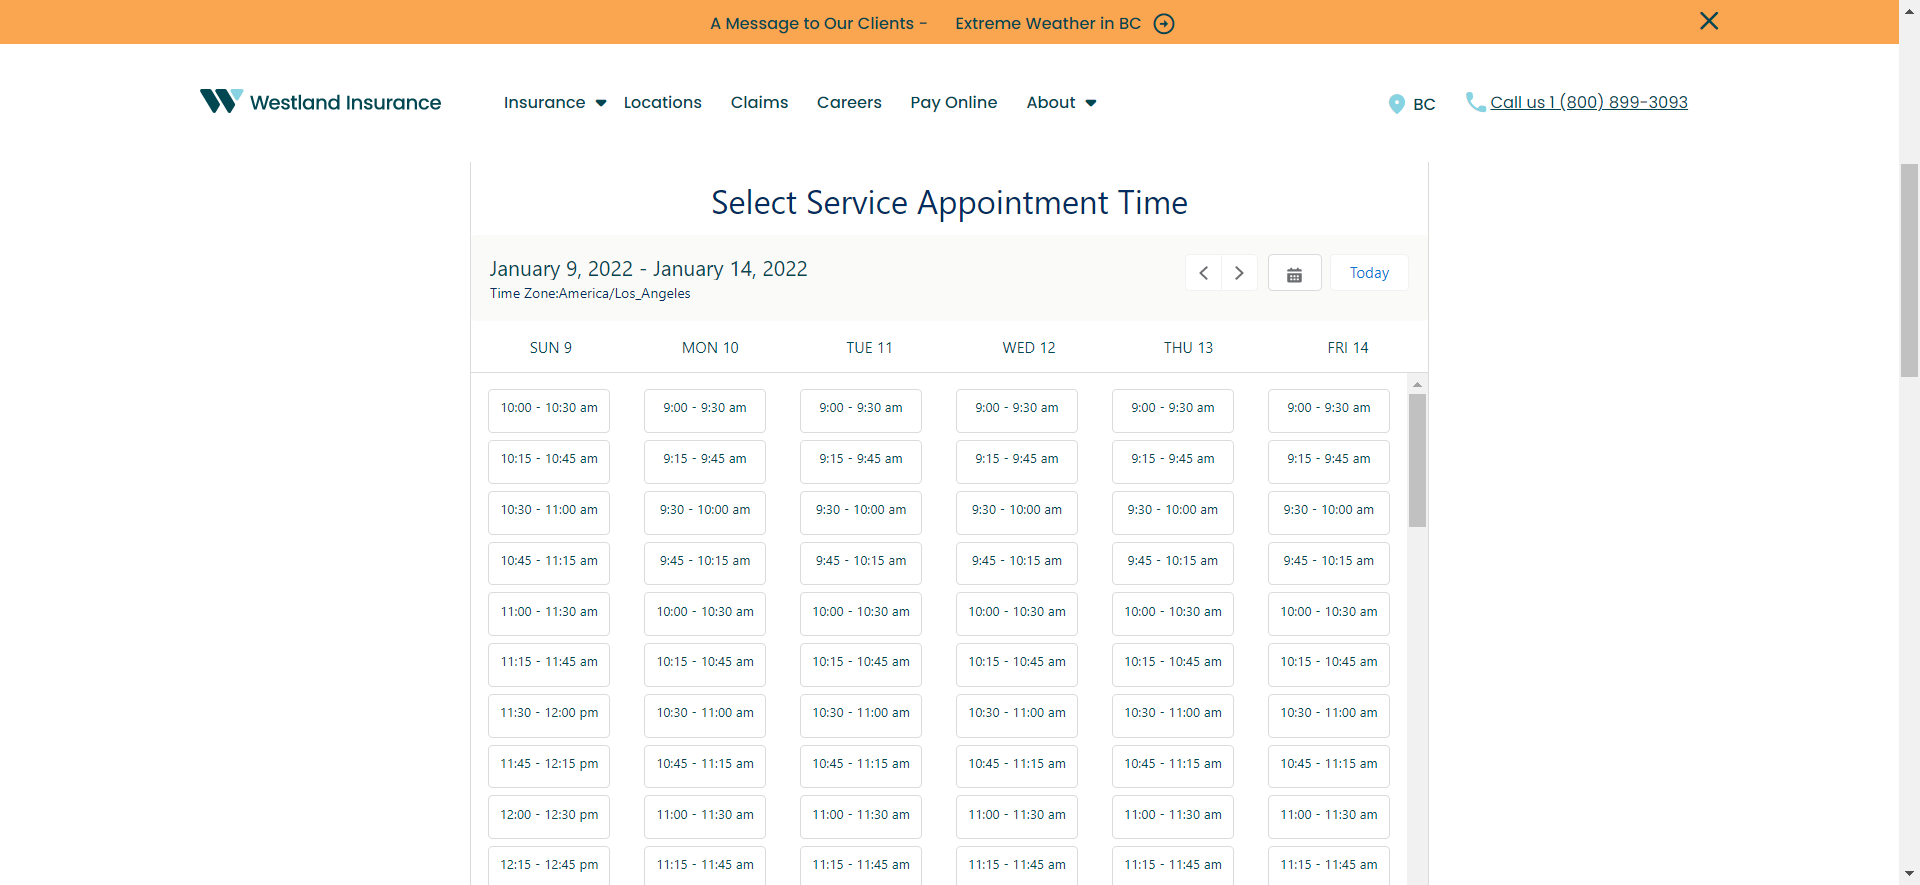 A Message to Our Clients - Extreme Weather in BC
Westland Insurance Insurance Locations Claims Careers Pay Online About BC Call us 1 (800) 899-3093
Select Service Appointment Time
January 9, 2022 - January 14, 2022
Time Zone:America/Los_Angeles
Today
SUN 9 MON 10 TUE 11 WED 12 THU 13 FRI 14
10:00 - 10:30 am 9:00 - 9:30 am 9:00 - 9:30 am 9:00 - 9:30 am 9:00 - 9:30 am 9:00 - 9:30 am
10:15 - 10:45 am 9:15 - 9:45 am 9:15 - 9:45 am 9:15 - 9:45 am 9:15 - 9:45 am 9:15 - 9:45 am
10:30 - 11:00 am 9:30 - 10:00 am 9:30 - 10:00 am 9:30 - 10:00 am 9:30 - 10:00 am 9:30 - 10:00 am
10:45 - 11:15 am 9:45 - 10:15 am 9:45 - 10:15 am 9:45 - 10:15 am 9:45 - 10:15 am 9:45 - 10:15 am
11:00 - 11:30 am 10:00 - 10:30 am 10:00 - 10:30 am 10:00 - 10:30 am 10:00 - 10:30 am 10:00 - 10:30 am
11:15 - 11:45 am 10:15 - 10:45 am 10:15 - 10:45 am 10:15 - 10:45 am 10:15 - 10:45 am 10:15 - 10:45 am
11:30 - 12:00 pm 10:30 - 11:00 am 10:30 - 11:00 am 10:30 - 11:00 am 10:30 - 11:00 am 10:30 - 11:00 am
11:45 - 12:15 pm 10:45 - 11:15 am 10:45 - 11:15 am 10:45 - 11:15 am 10:45 - 11:15 am 10:45 - 11:15 am
12:00 - 12:30 pm 11:00 - 11:30 am 11:00 - 11:30 am 11:00 - 11:30 am 11:00 - 11:30 am 11:00 - 11:30 am
12:15 - 12:45 pm 11:15 - 11:45 am 11:15 - 11:45 am 11:15 - 11:45 am 11:15 - 11:45 am 11:15 - 11:45 am